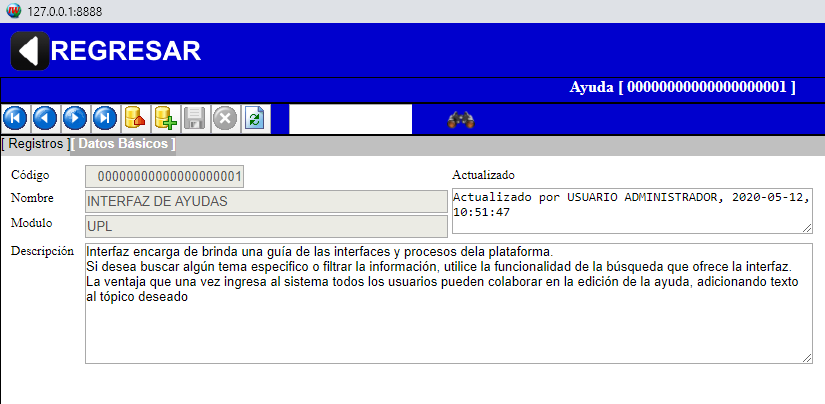 127.0.0.1:8888
REGRESAR
Ayuda [ 00000000000000000001 ]
[ Registros ][ Datos Básicos ]
Código 00000000000000000001 Actualizado
Nombre INTERFAZ DE AYUDAS
Actualizado por USUARIO ADMINISTRADOR, 2020-05-12,
10:51:47
Modulo UPL
Descripción
Interfaz encarga de brinda una guía de las interfaces y procesos dela plataforma.
Si desea buscar algún tema especifico o filtrar la información, utilice la funcionalidad de la búsqueda que ofrece la interfaz.
La ventaja que una vez ingresa al sistema todos los usuarios pueden colaborar en la edición de la ayuda, adicionando texto
al tópico deseado